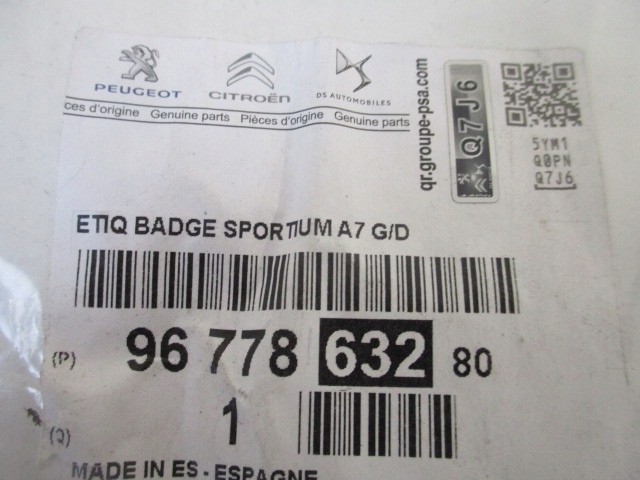 PEUGEOT CITROËN DS AUTOMOBILES
ces d'origine Genuine parts Pièces d'origine Genuine parts
qr.groupe-psa.com
Q7J6
5YM1
Q0PN
Q7J6
ETIQ BADGE SPORTIUM A7 G/D
(P) 96 778 632 80
(Q) 1
MADE IN ES - ESPAGNE